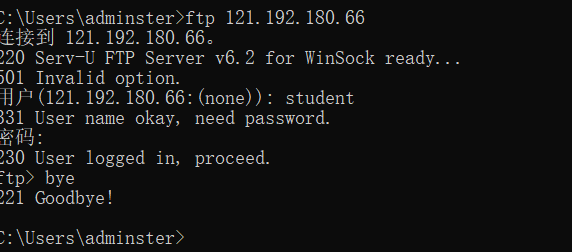 C:\Users\adminster>ftp 121.192.180.66
连接到 121.192.180.66。
220 Serv-U FTP Server v6.2 for WinSock ready...
501 Invalid option.
用户(121.192.180.66:(none)): student
331 User name okay, need password.
密码:
230 User logged in, proceed.
ftp> bye
221 Goodbye!
C:\Users\adminster>